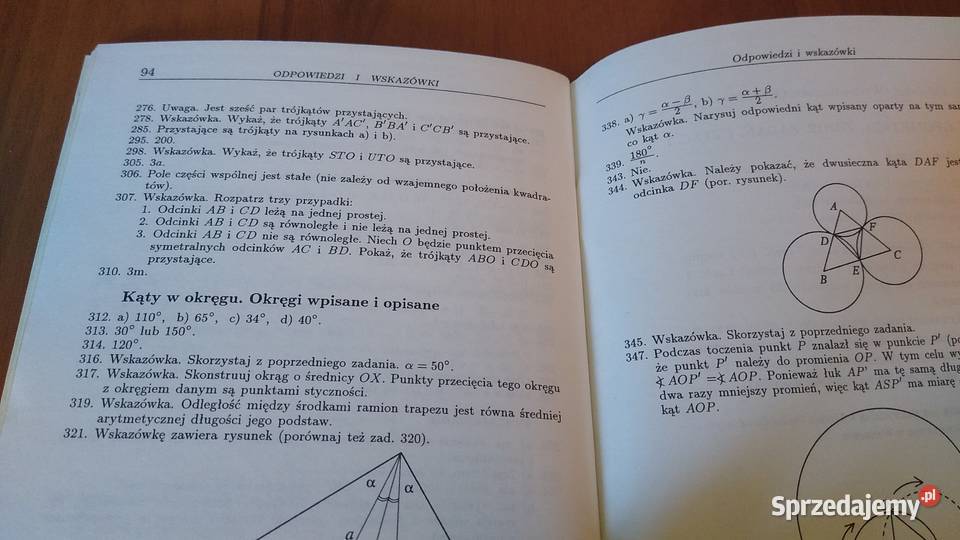 94
ODPOWIEDZI I WSKAZÓWKI
276. Uwaga. Jest sześć par trójkątów przystających.
278. Wskazówka. Wykaż, że trójkąty A'AC', B'BA' i C'CB' są przystające.
285. Przystające są trójkąty na rysunkach a) i b).
295. 200.
298. Wskazówka. Wykaż, że trójkąty STO i UTO są przystające.
305. 3a.
306. Pole części wspólnej jest stałe (nie zależy od wzajemnego położenia kwadra-
tów).
307. Wskazówka. Rozpatrz trzy przypadki:
1. Odcinki AB i CD leżą na jednej prostej.
2. Odcinki AB i CD są równoległe i nie leżą na jednej prostej.
3. Odcinki AB i CD nie są równoległe. Niech O będzie punktem przecięcia
symetralnych odcinków AC i BD. Pokaż, że trójkąty ABO i CDO są
przystające.
310. 3m.
Kąty w okręgu. Okręgi wpisane i opisane
312. a) 110°, b) 65°, c) 34°, d) 40°.
313. 30° lub 150°.
314. 120°.
316. Wskazówka. Skorzystaj z poprzedniego zadania. α = 50°.
317. Wskazówka. Skonstruuj okrąg o średnicy OX. Punkty przecięcia tego okręgu
z okręgiem danym są punktami styczności.
319. Wskazówka. Odległość między środkami ramion trapezu jest równa średniej
arytmetycznej długości jego podstaw.
321. Wskazówkę zawiera rysunek (porównaj też zad. 320).
α
α
a
Odpowiedzi i wskazówki
338. a) γ = (α − β)/2, b) γ = (α + β)/2.
Wskazówka. Narysuj odpowiedni kąt wpisany oparty na tym
co kąt α.
339. 180°/n.
343. Nie.
344. Wskazówka. Należy pokazać, że dwusieczna kąta DAF
odcinka DF (por. rysunek).
A
F
D
C
E
B
345. Wskazówka. Skorzystaj z poprzedniego zadania.
347. Podczas toczenia punkt P znalazł się w punkcie P'
że punkt P' należy do promienia OP. W tym celu
∢ AOP' = ∢ AOP. Ponieważ łuk AP' ma tę samą
dwa razy mniejszy promień, więc kąt ASP' ma miarę
kąt AOP.
Sprzedajemy.pl